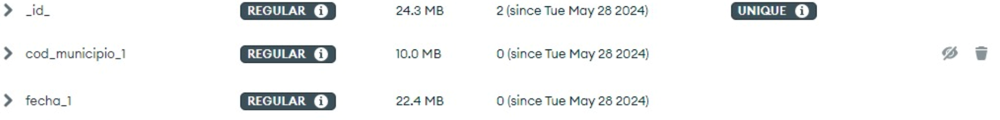 _id_ REGULAR 24.3 MB 2 (since Tue May 28 2024) UNIQUE
cod_municipio_1 REGULAR 10.0 MB 0 (since Tue May 28 2024)
fecha_1 REGULAR 22.4 MB 0 (since Tue May 28 2024)